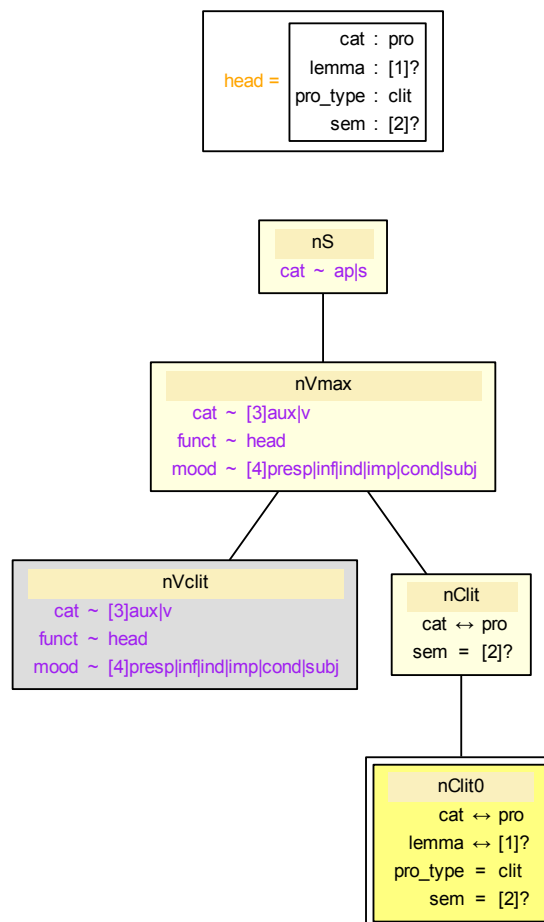 cat : pro
lemma : [1]?
head =
pro_type : clit
sem : [2]?
nS
cat ~ ap|s
nVmax
cat ~ [3]aux|v
funct ~ head
mood ~ [4]presp|inf|ind|imp|cond|subj
nVclit
cat ~ [3]aux|v
funct ~ head
mood ~ [4]presp|inf|ind|imp|cond|subj
nClit
cat ↔ pro
sem = [2]?
nClit0
cat ↔ pro
lemma ↔ [1]?
pro_type = clit
sem = [2]?